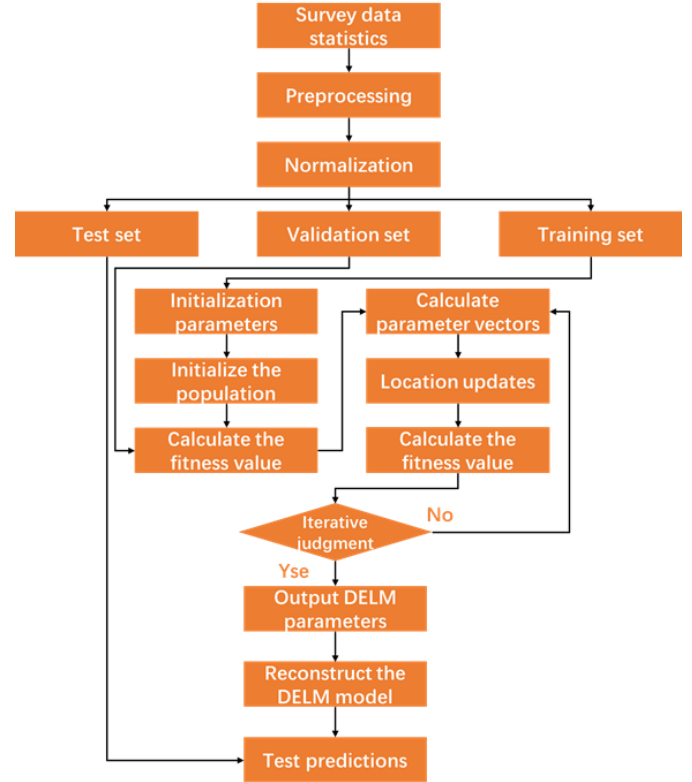 Survey data
statistics
Preprocessing
Normalization
Test set
Validation set
Training set
Initialization
parameters
Calculate
parameter vectors
Initialize the
population
Location updates
Calculate the
fitness value
Calculate the
fitness value
Iterative
judgment
No
Yse
Output DELM
parameters
Reconstruct the
DELM model
Test predictions